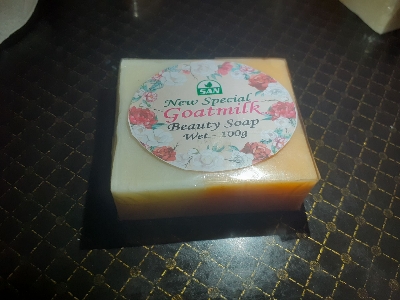 SAN
New Special
Goatmilk
Beauty Soap
Wet.- 100g